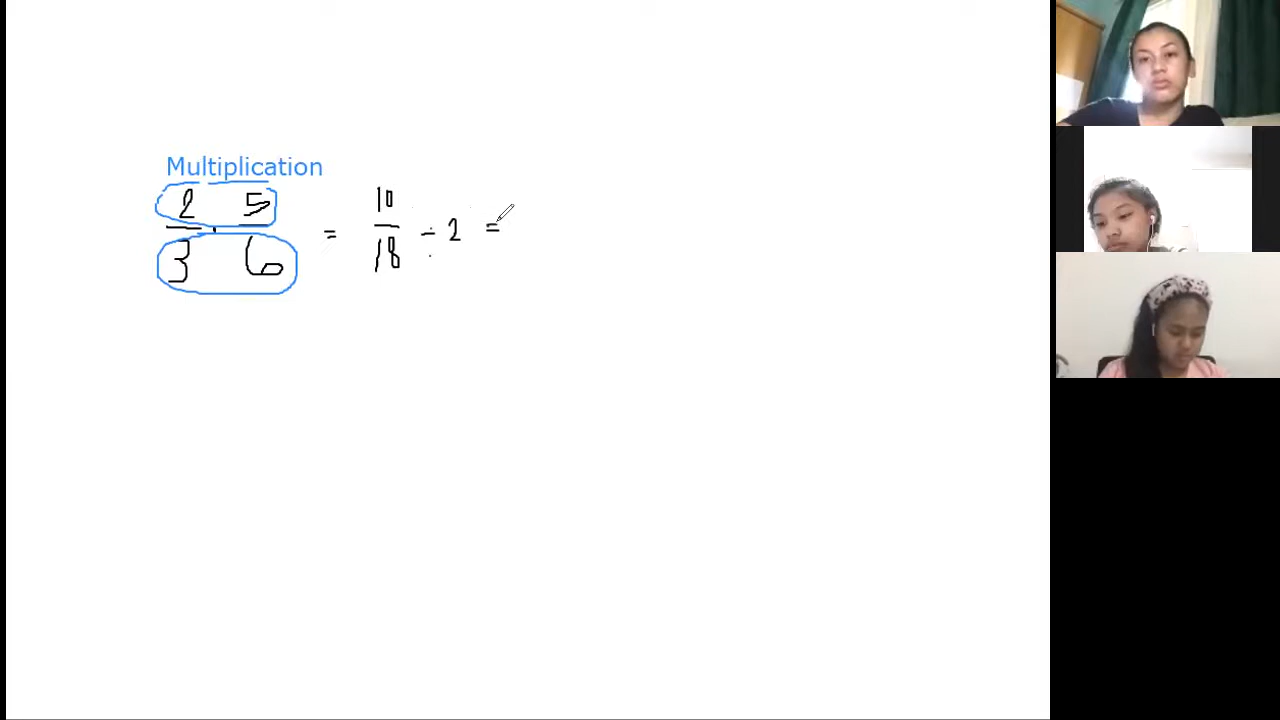 Multiplication
2/3 · 5/6 = 10/18 ÷ 2 =